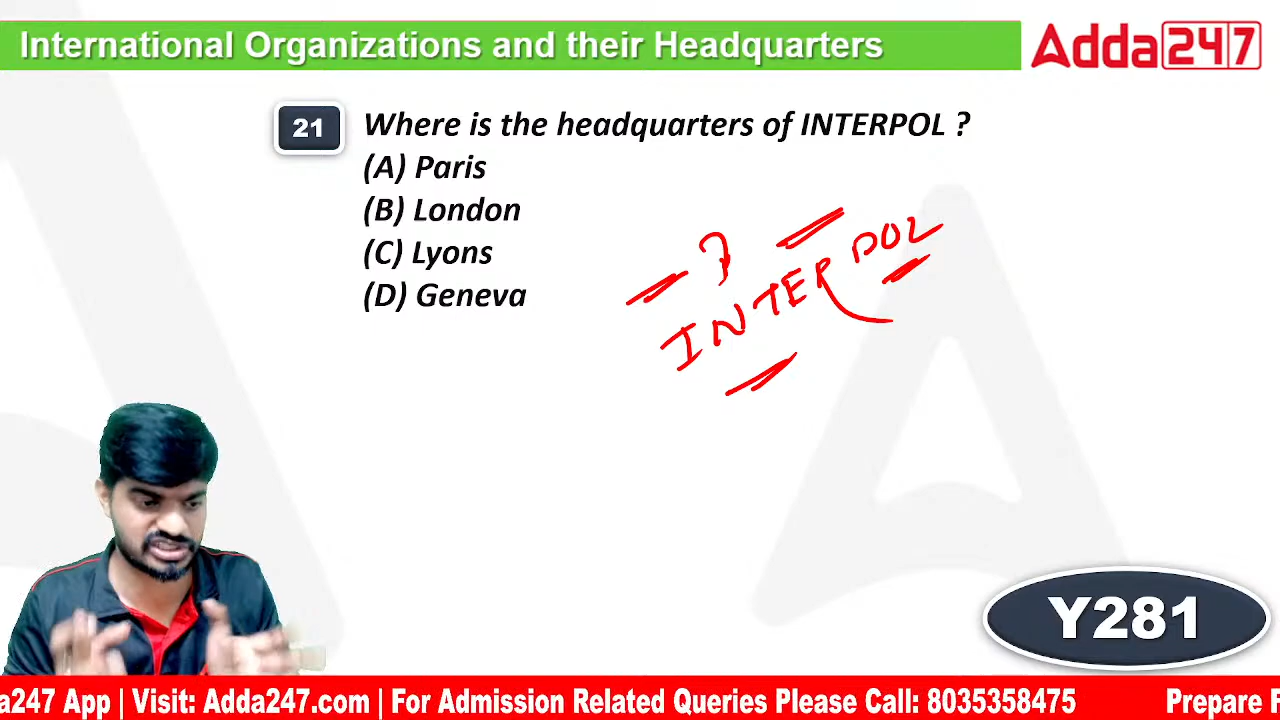 International Organizations and their Headquarters
Adda247
21 Where is the headquarters of INTERPOL ?
(A) Paris
(B) London
(C) Lyons
(D) Geneva
?
INTERPOL
Y281
a247 App | Visit: Adda247.com | For Admission Related Queries Please Call: 8035358475 Prepare F